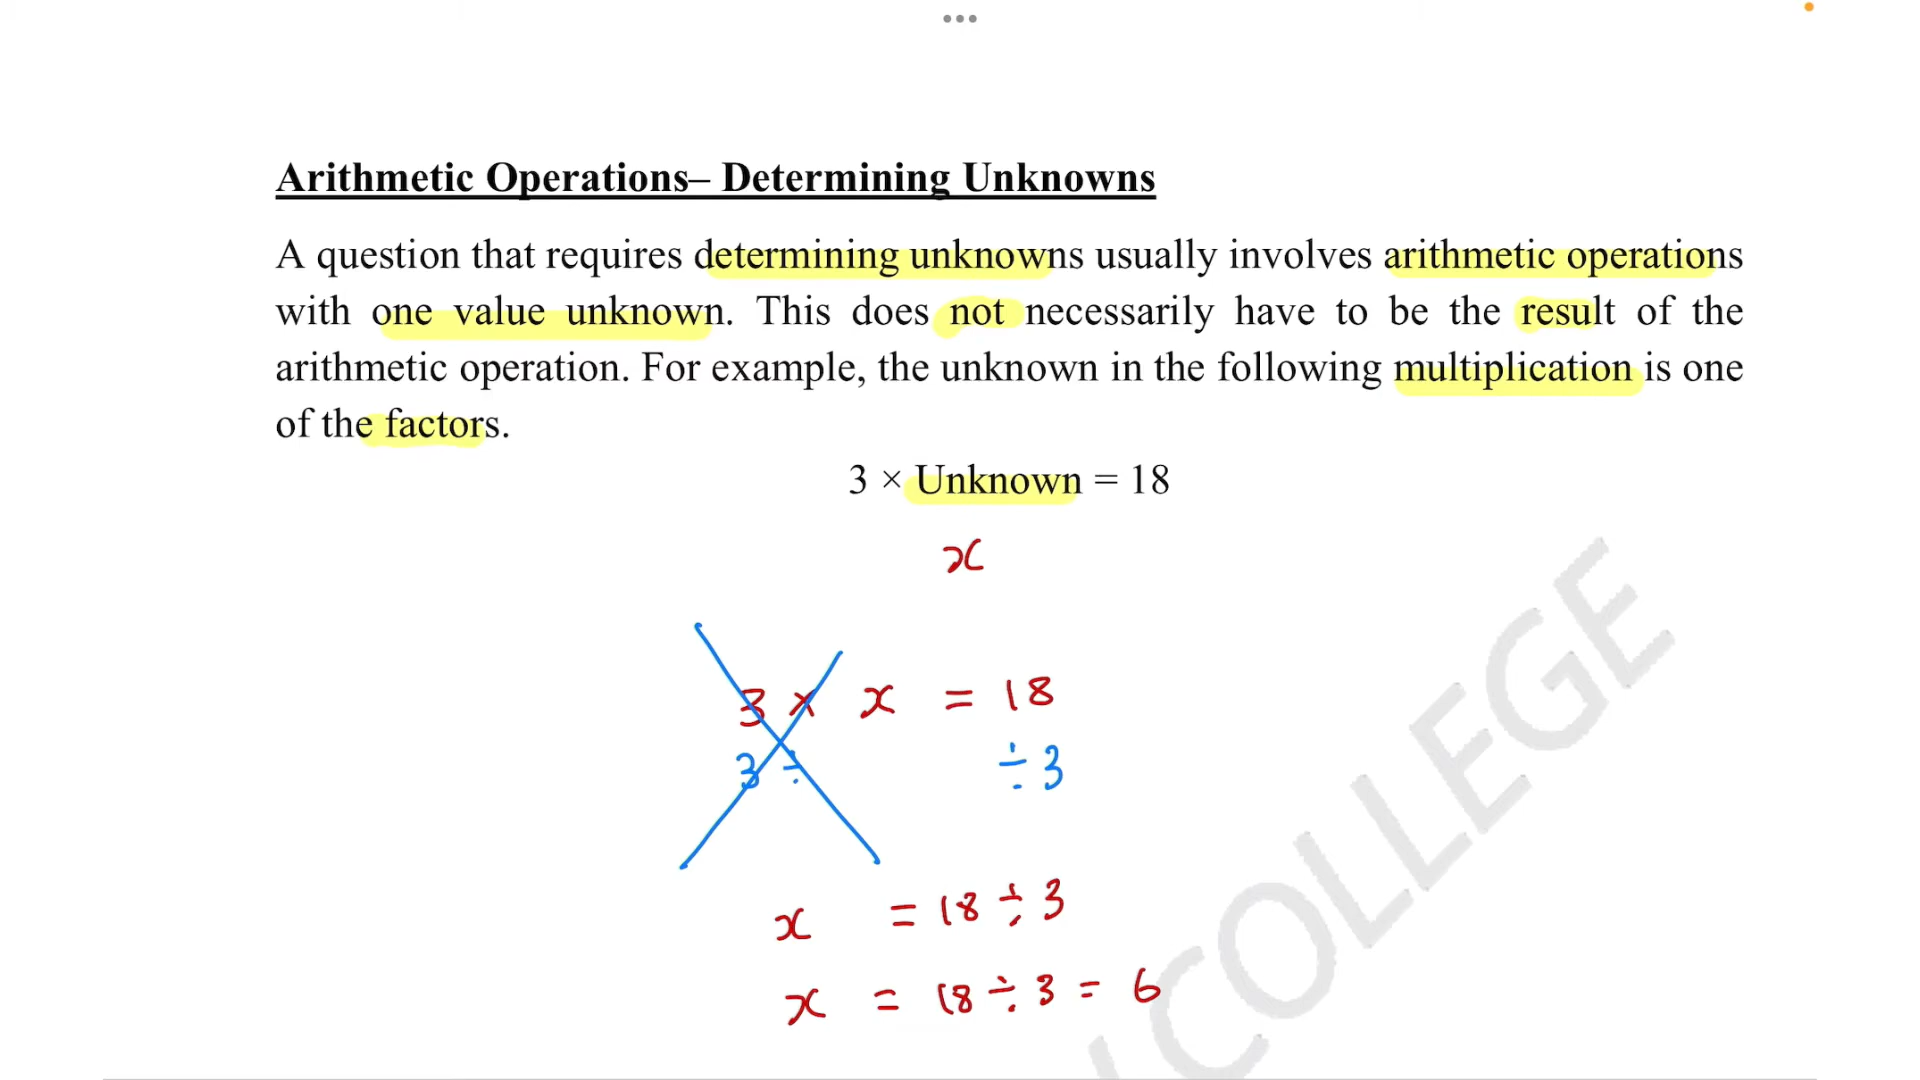 Arithmetic Operations– Determining Unknowns
A question that requires determining unknowns usually involves arithmetic operations
with one value unknown. This does not necessarily have to be the result of the
arithmetic operation. For example, the unknown in the following multiplication is one
of the factors.
3 × Unknown = 18
x
3 × x = 18
3 ÷ ÷ 3
x = 18 ÷ 3
x = 18 ÷ 3 = 6
COLLEGE